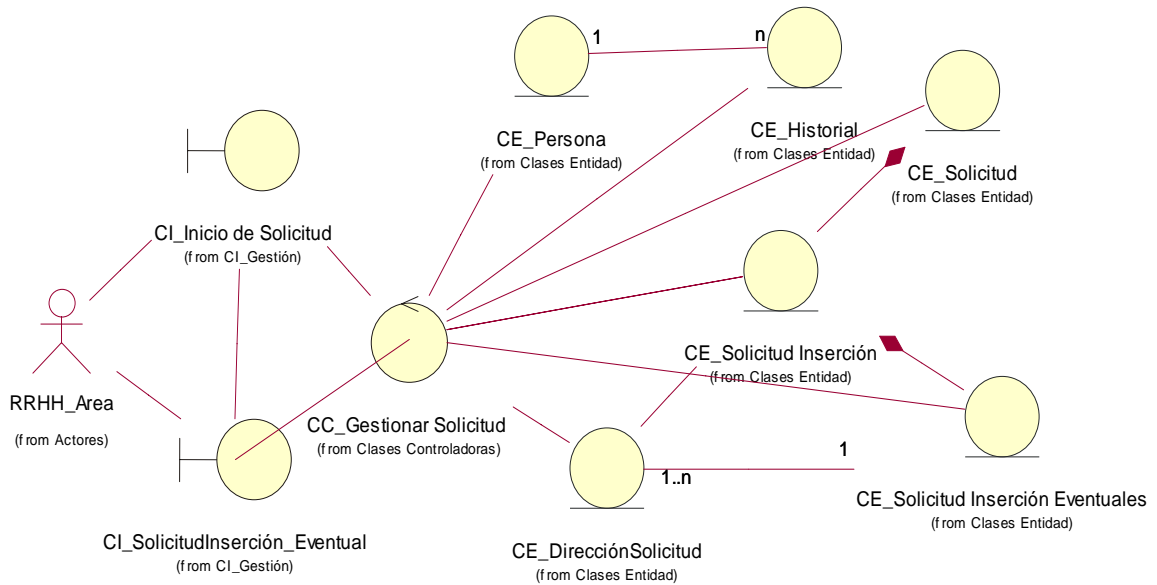 1
n
CE_Persona
(from Clases Entidad)
CE_Historial
(from Clases Entidad)
CE_Solicitud
(from Clases Entidad)
CI_Inicio de Solicitud
(from CI_Gestión)
CE_Solicitud Inserción
(from Clases Entidad)
RRHH_Area
(from Actores)
CC_Gestionar Solicitud
(from Clases Controladoras)
1
1..n
CE_Solicitud Inserción Eventuales
(from Clases Entidad)
CI_SolicitudInserción_Eventual
(from CI_Gestión)
CE_DirecciónSolicitud
(from Clases Entidad)